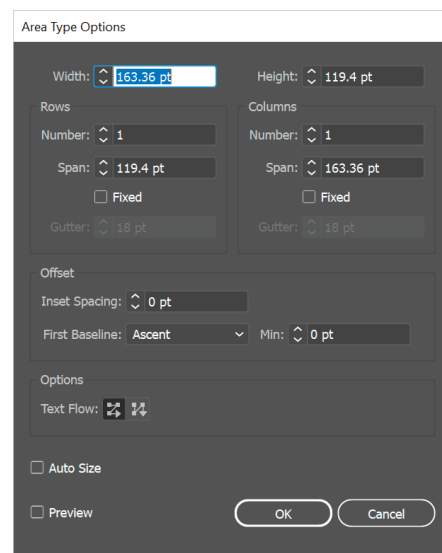 Area Type Options
Width: 163.36 pt Height: 119.4 pt
Rows Columns
Number: 1 Number: 1
Span: 119.4 pt Span: 163.36 pt
Fixed Fixed
Gutter: 18 pt Gutter: 18 pt
Offset
Inset Spacing: 0 pt
First Baseline: Ascent Min: 0 pt
Options
Text Flow:
Auto Size
Preview OK Cancel